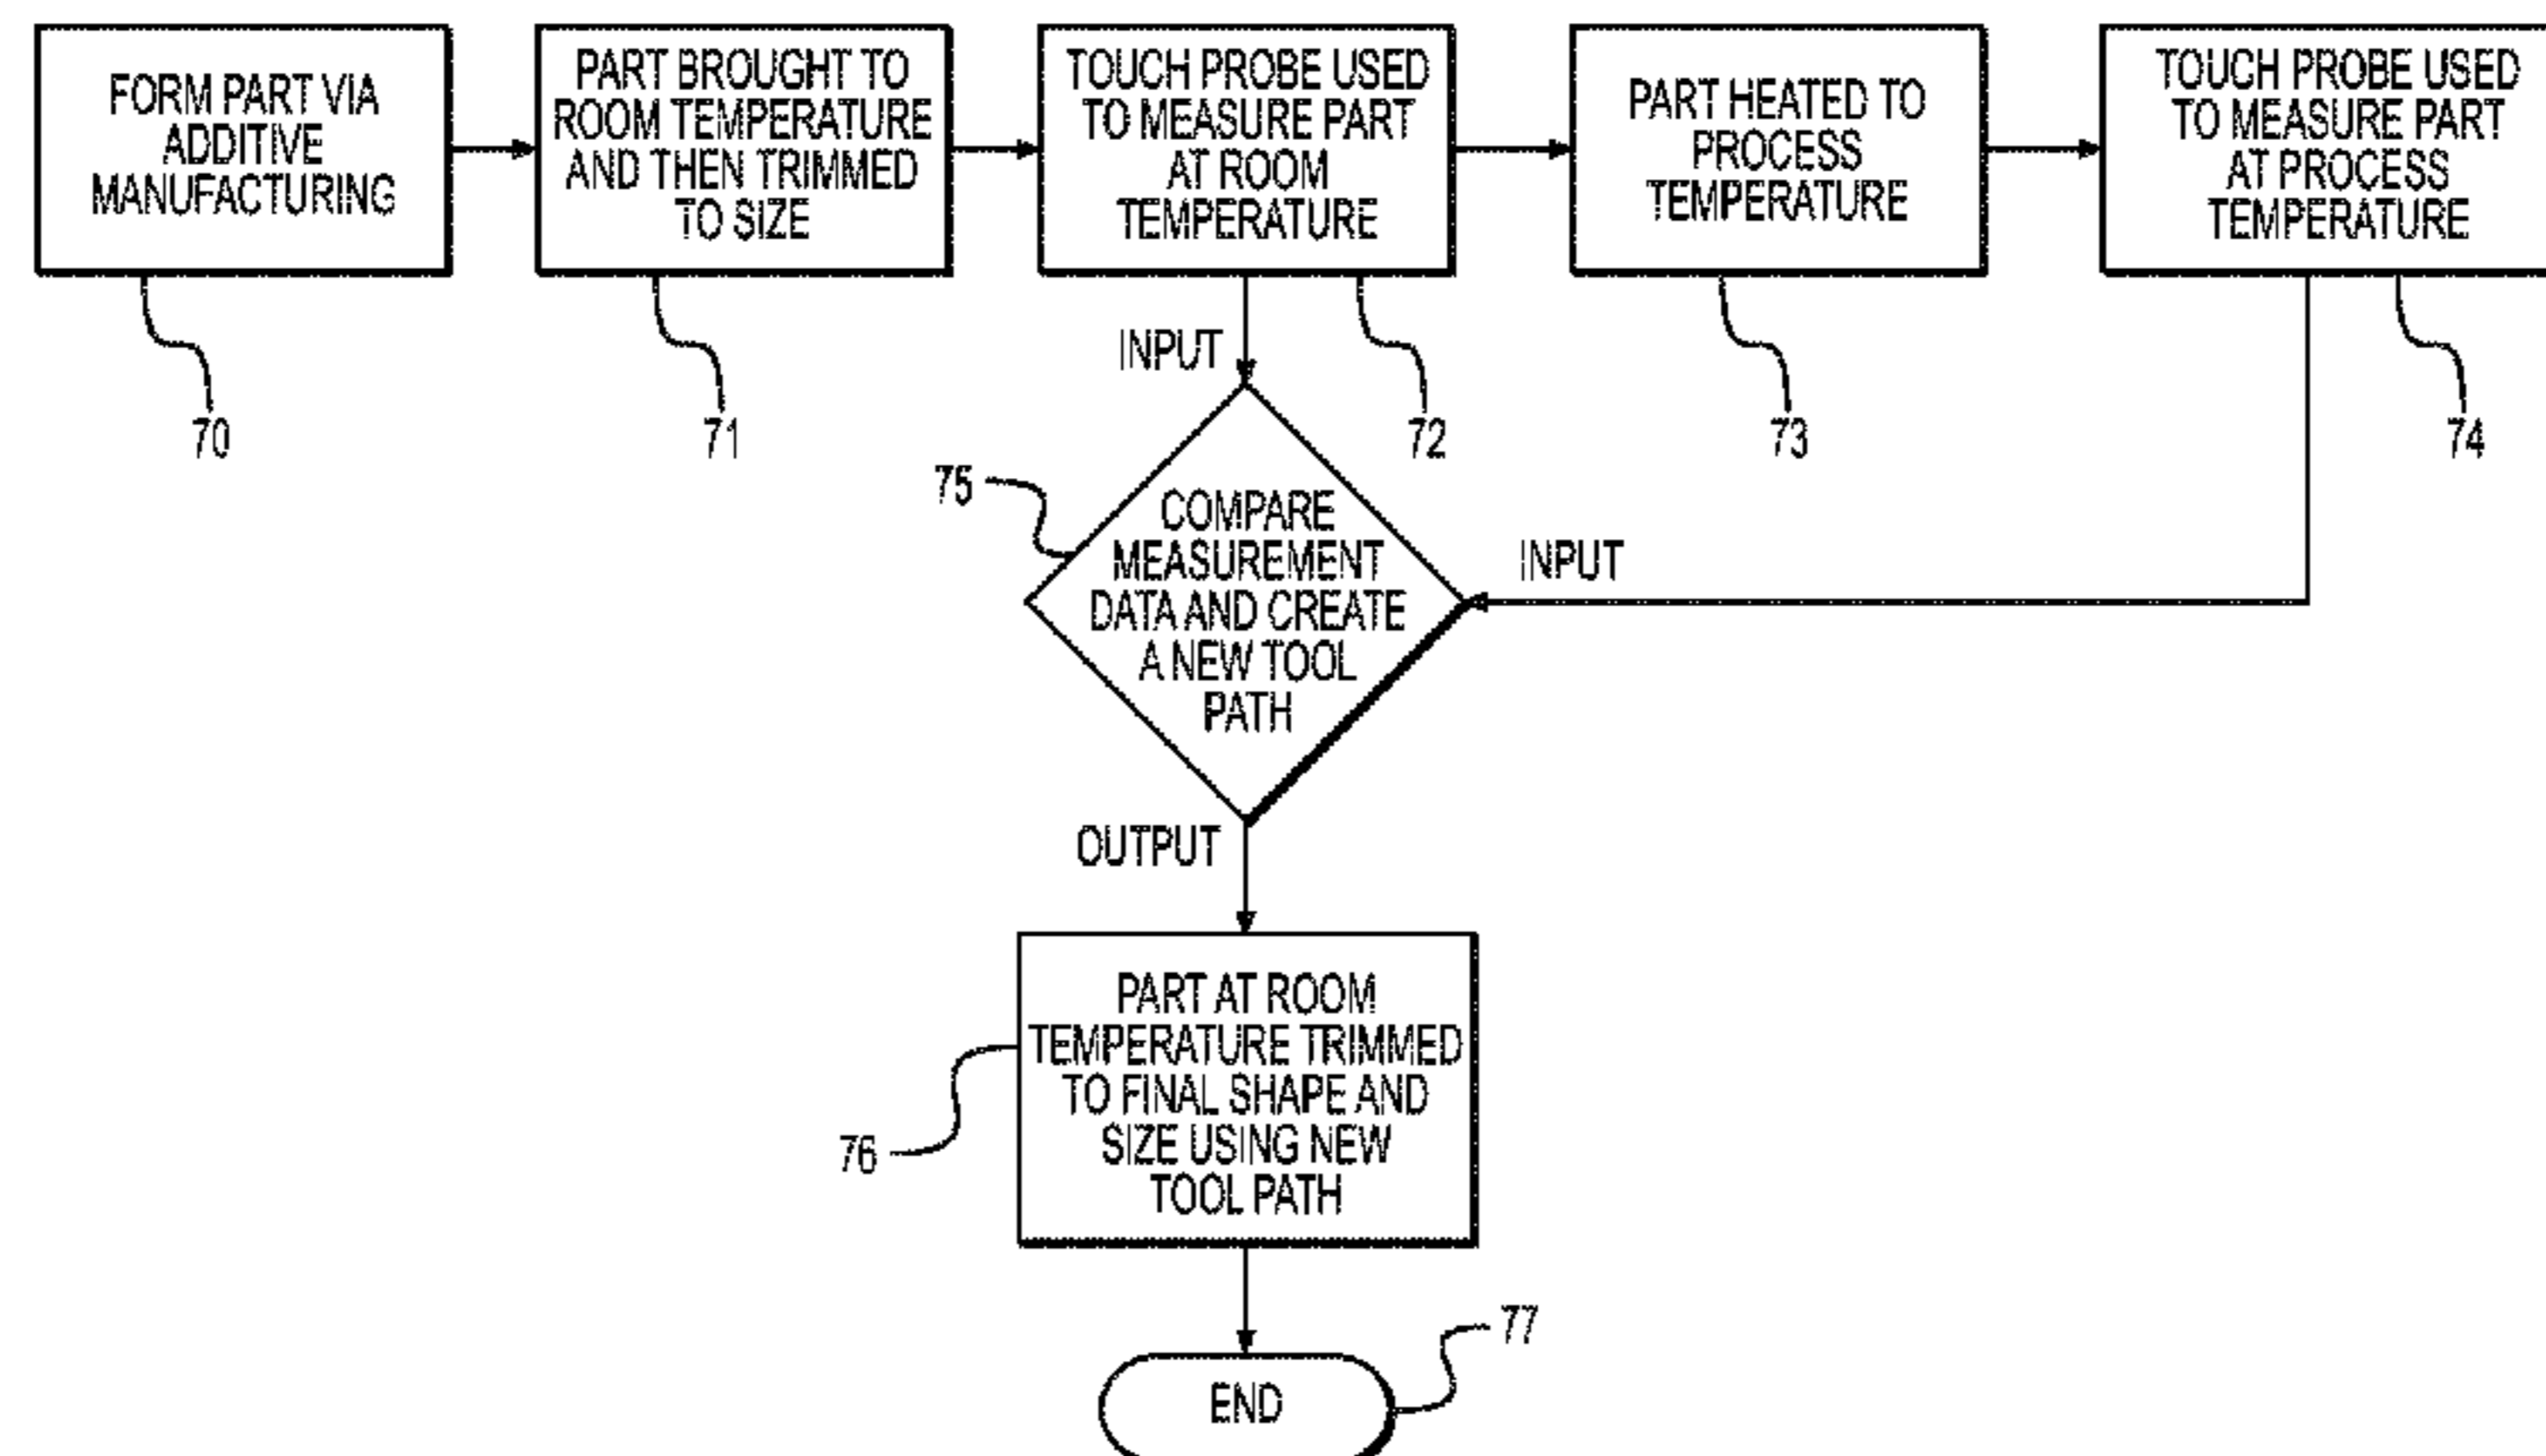 FORM PART VIA
ADDITIVE
MANUFACTURING
70
PART BROUGHT TO
ROOM TEMPERATURE
AND THEN TRIMMED
TO SIZE
71
TOUCH PROBE USED
TO MEASURE PART
AT ROOM
TEMPERATURE
72
PART HEATED TO
PROCESS
TEMPERATURE
73
TOUCH PROBE USED
TO MEASURE PART
AT PROCESS
TEMPERATURE
74
INPUT
75
COMPARE
MEASUREMENT
DATA AND CREATE
A NEW TOOL
PATH
INPUT
OUTPUT
PART AT ROOM
TEMPERATURE TRIMMED
TO FINAL SHAPE AND
SIZE USING NEW
TOOL PATH
76
77
END